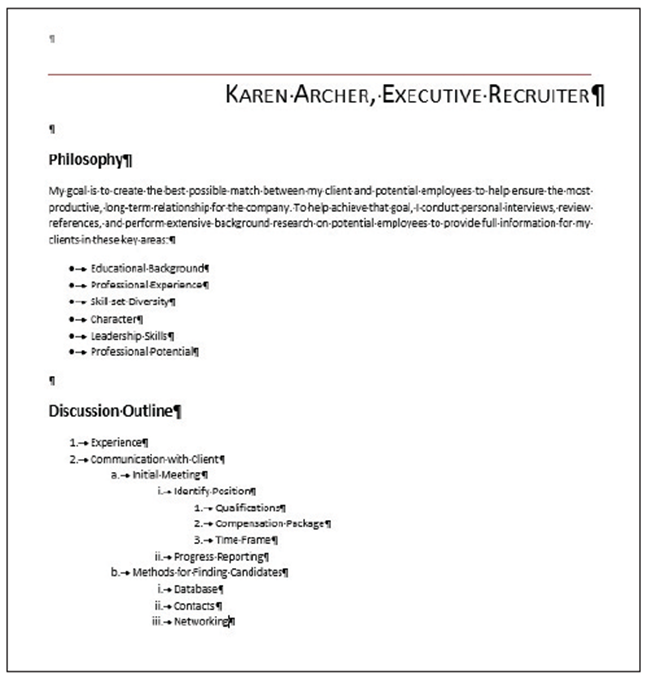 ¶
KAREN·ARCHER,·EXECUTIVE·RECRUITER¶
¶
Philosophy¶
My·goal·is·to·create·the·best·possible·match·between·my·client·and·potential·employees·to·help·ensure·the·most·
productive,·long-term·relationship·for·the·company.·To·help·achieve·that·goal,·I·conduct·personal·interviews,·review·
references,·and·perform·extensive·background·research·on·potential·employees·to·provide·full·information·for·my·
clients·in·these·key·areas:¶
•→ Educational·Background¶
•→ Professional·Experience¶
•→ Skill-set·Diversity¶
•→ Character¶
•→ Leadership·Skills¶
•→ Professional·Potential¶
¶
Discussion·Outline¶
1.→ Experience¶
2.→ Communication·with·Client¶
a.→ Initial·Meeting¶
i.→ Identify·Position¶
1.→ Qualifications¶
2.→ Compensation·Package¶
3.→ Time·Frame¶
ii.→ Progress·Reporting¶
b.→ Methods·for·Finding·Candidates¶
i.→ Database¶
ii.→ Contacts¶
iii.→ Networking¶